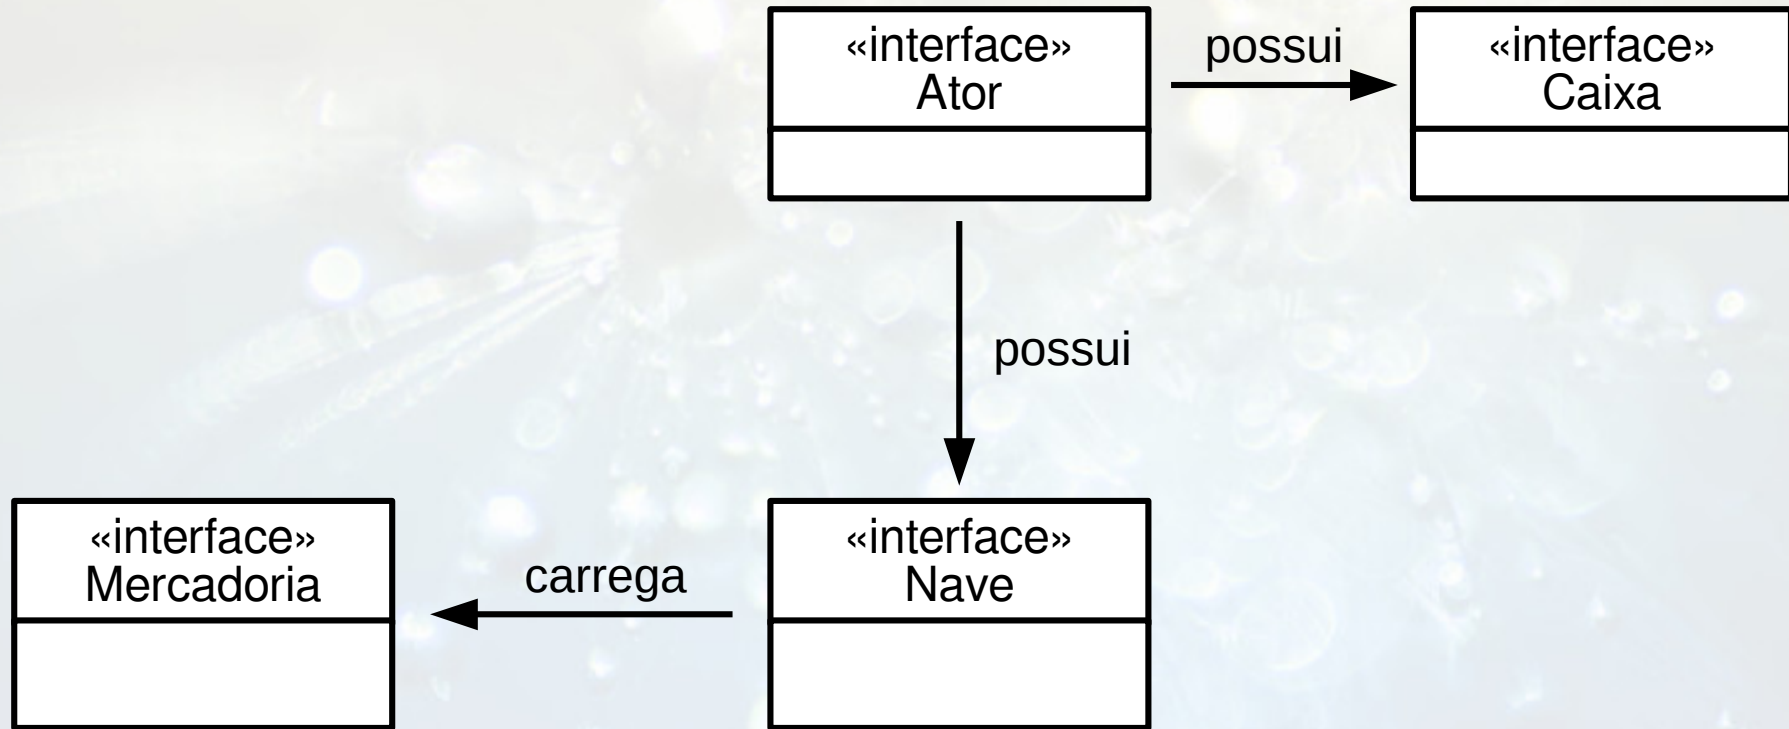 «interface»
Ator
possui
«interface»
Caixa
possui
«interface»
Mercadoria
carrega
«interface»
Nave